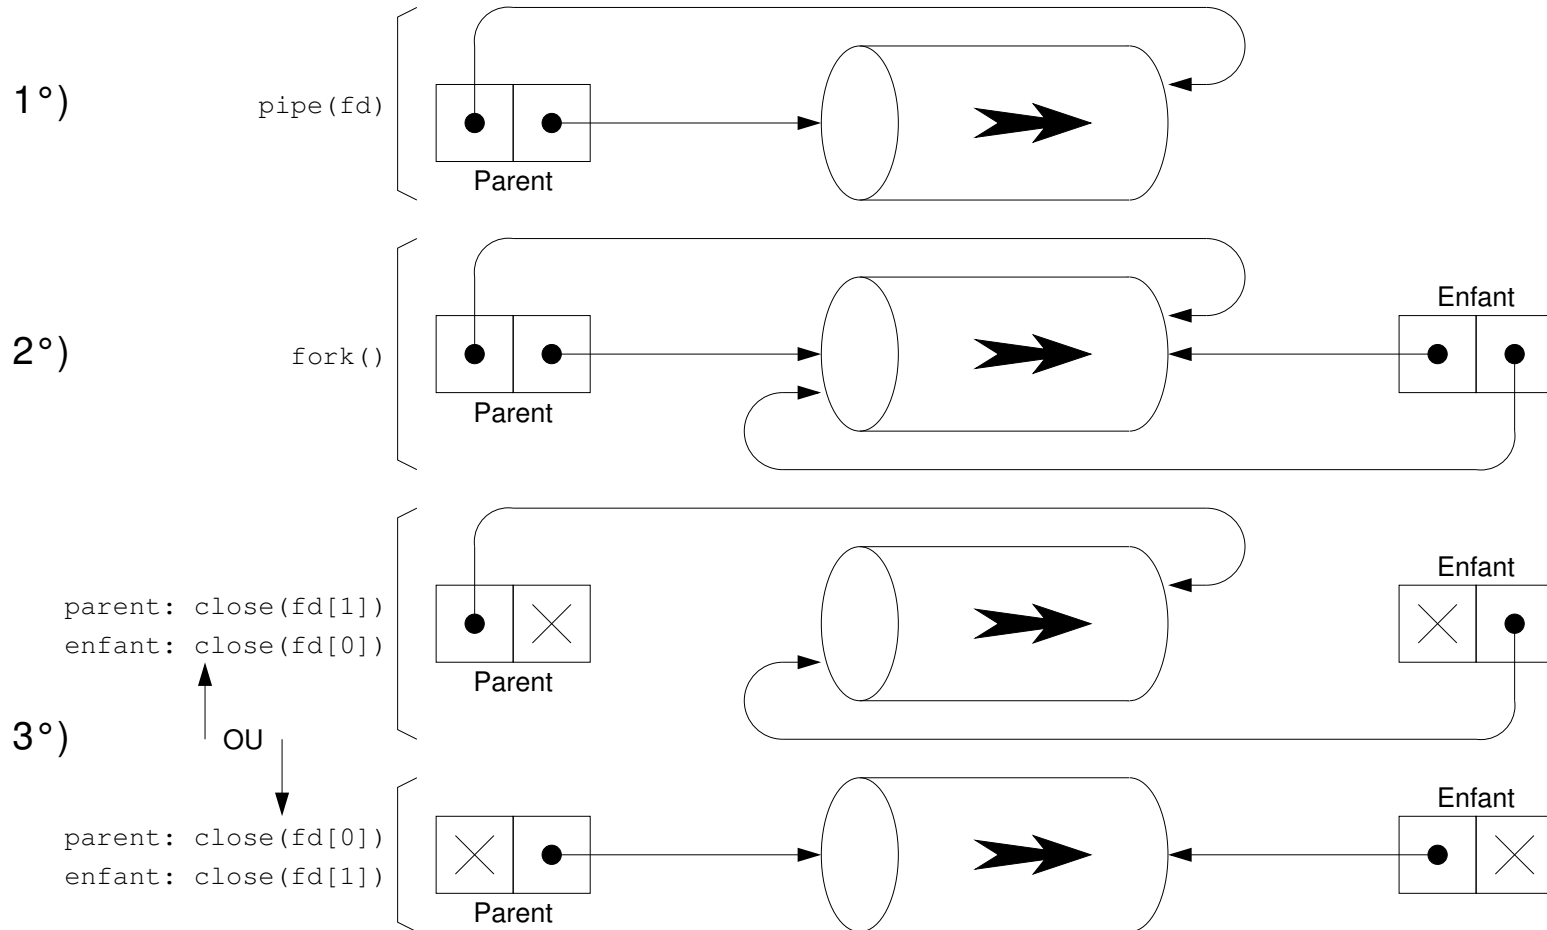 1°)
pipe(fd)
Parent
2°)
fork()
Parent
Enfant
3°)
parent: close(fd[1])
enfant: close(fd[0])
Parent
Enfant
OU
parent: close(fd[0])
enfant: close(fd[1])
Parent
Enfant